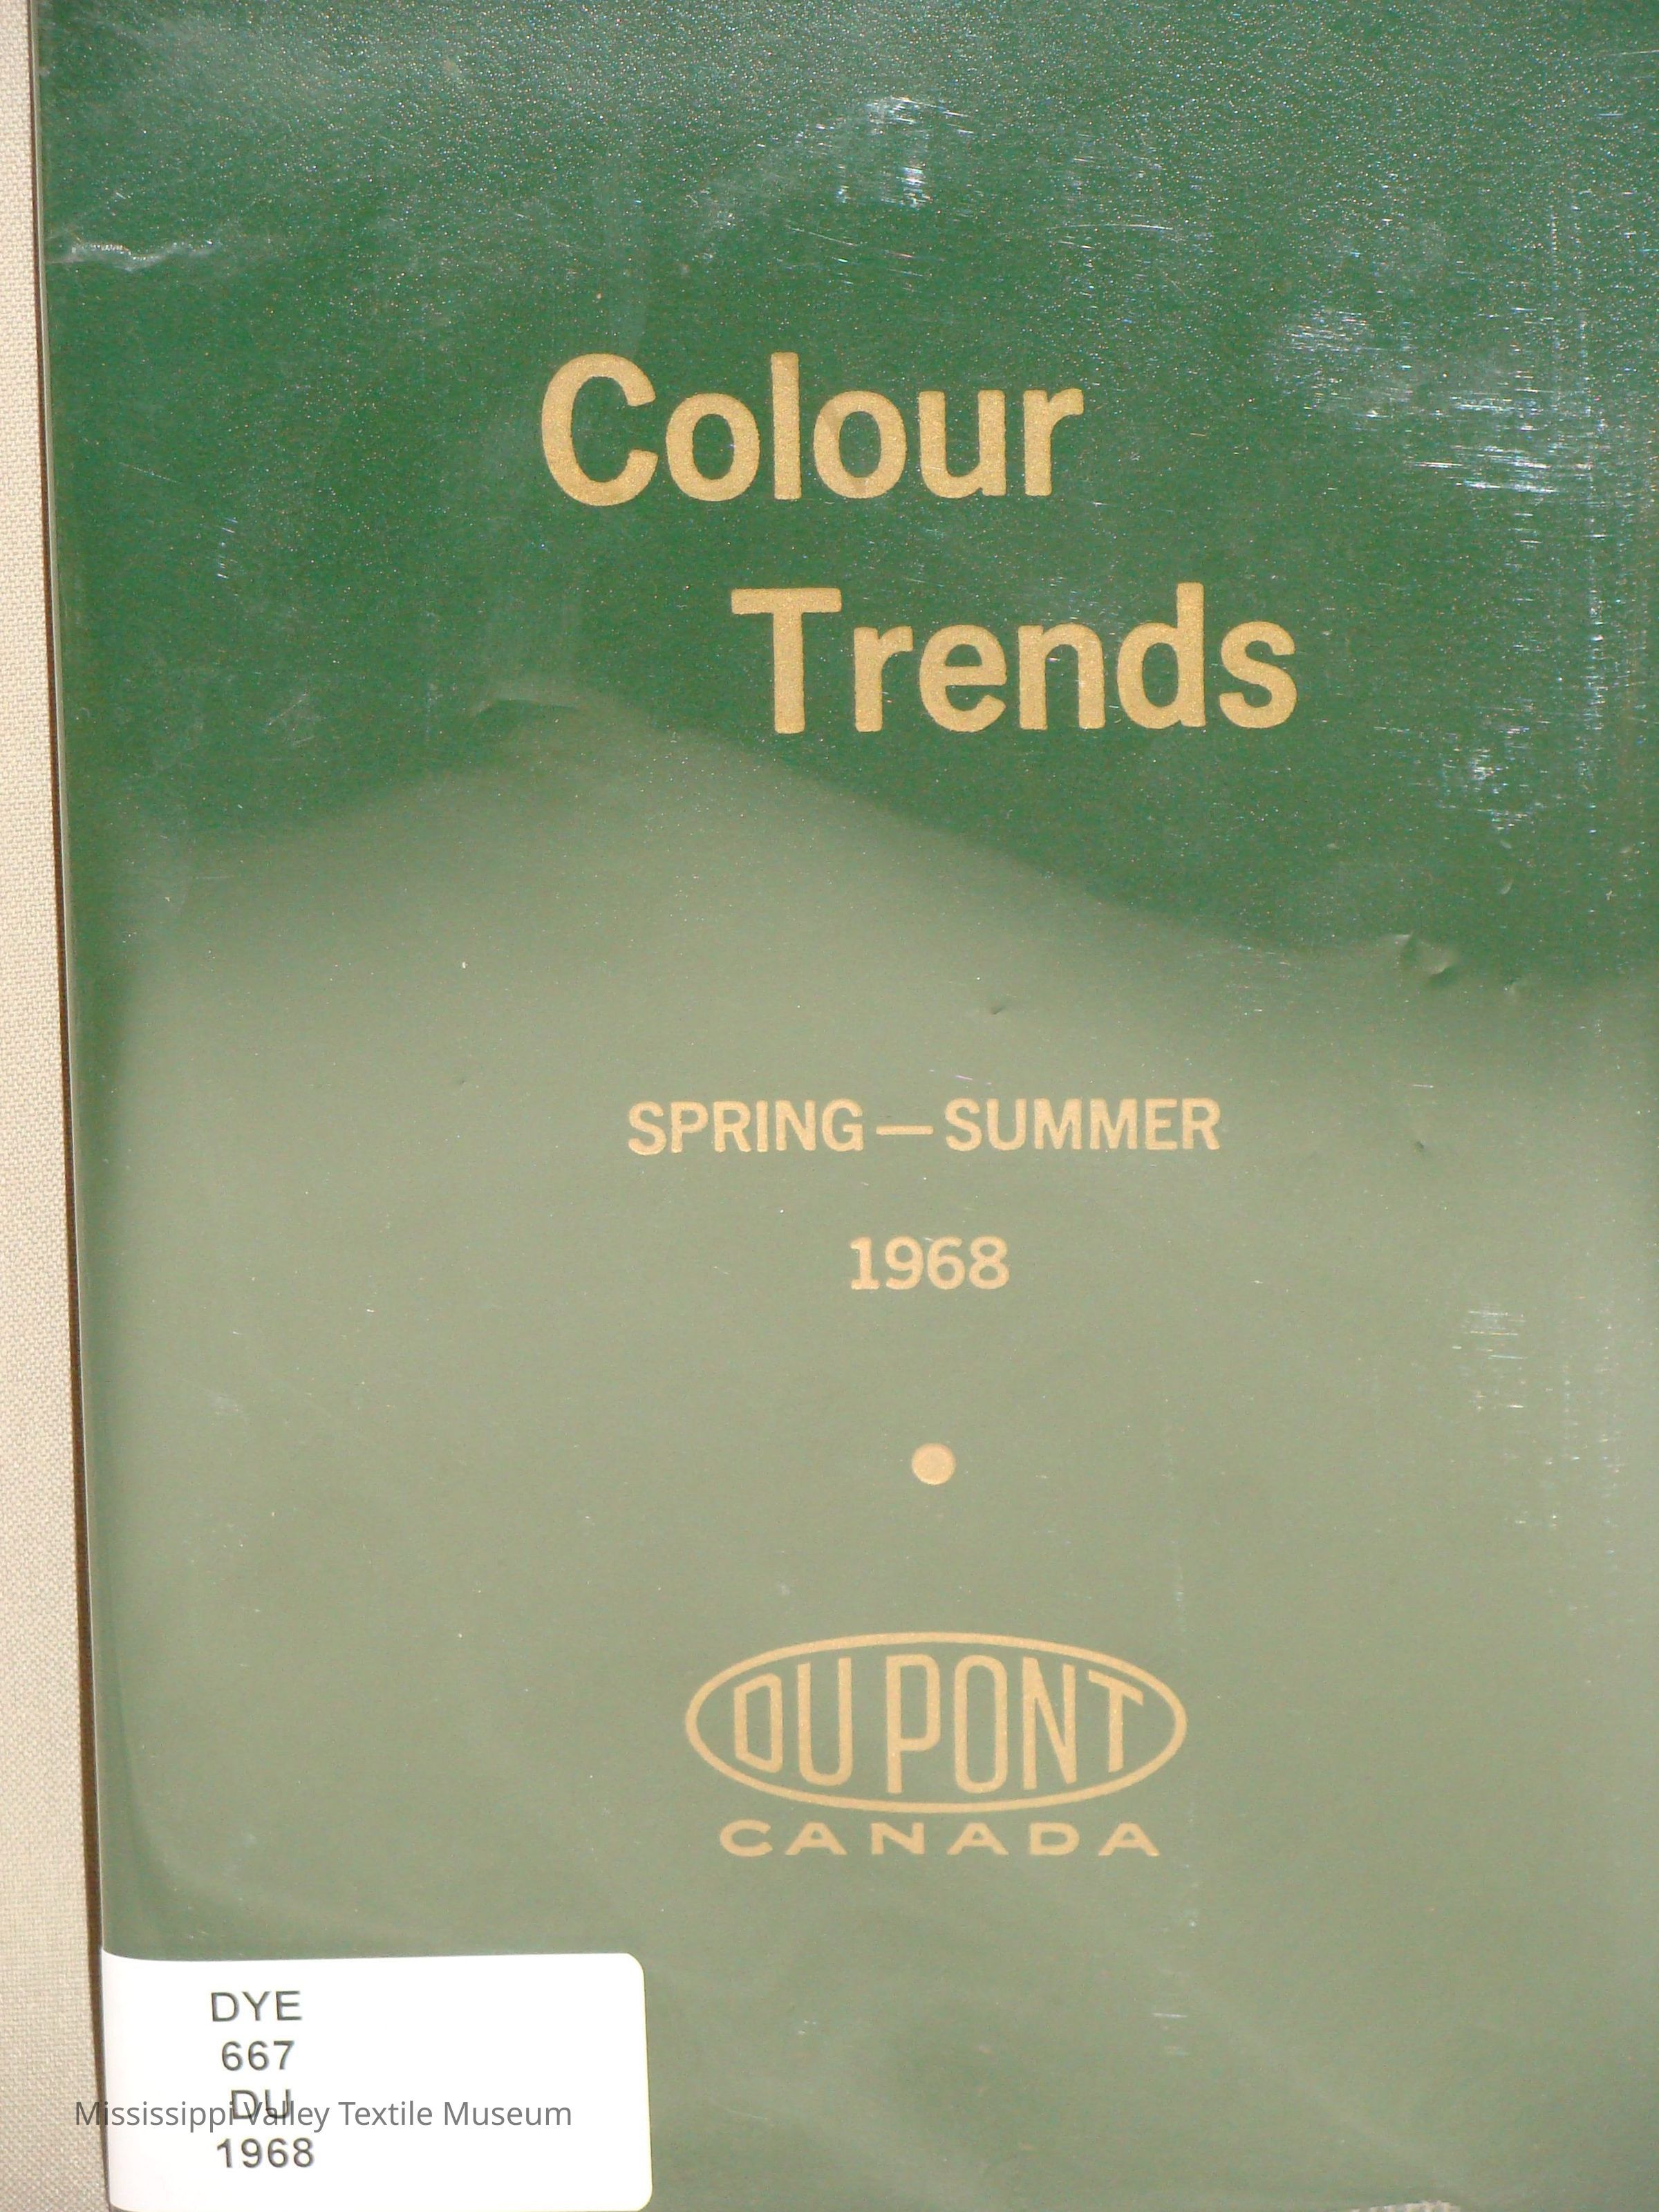 Colour
Trends
SPRING — SUMMER
1968
DU PONT
CANADA
DYE
667
DU
Mississippi Valley Textile Museum
1968